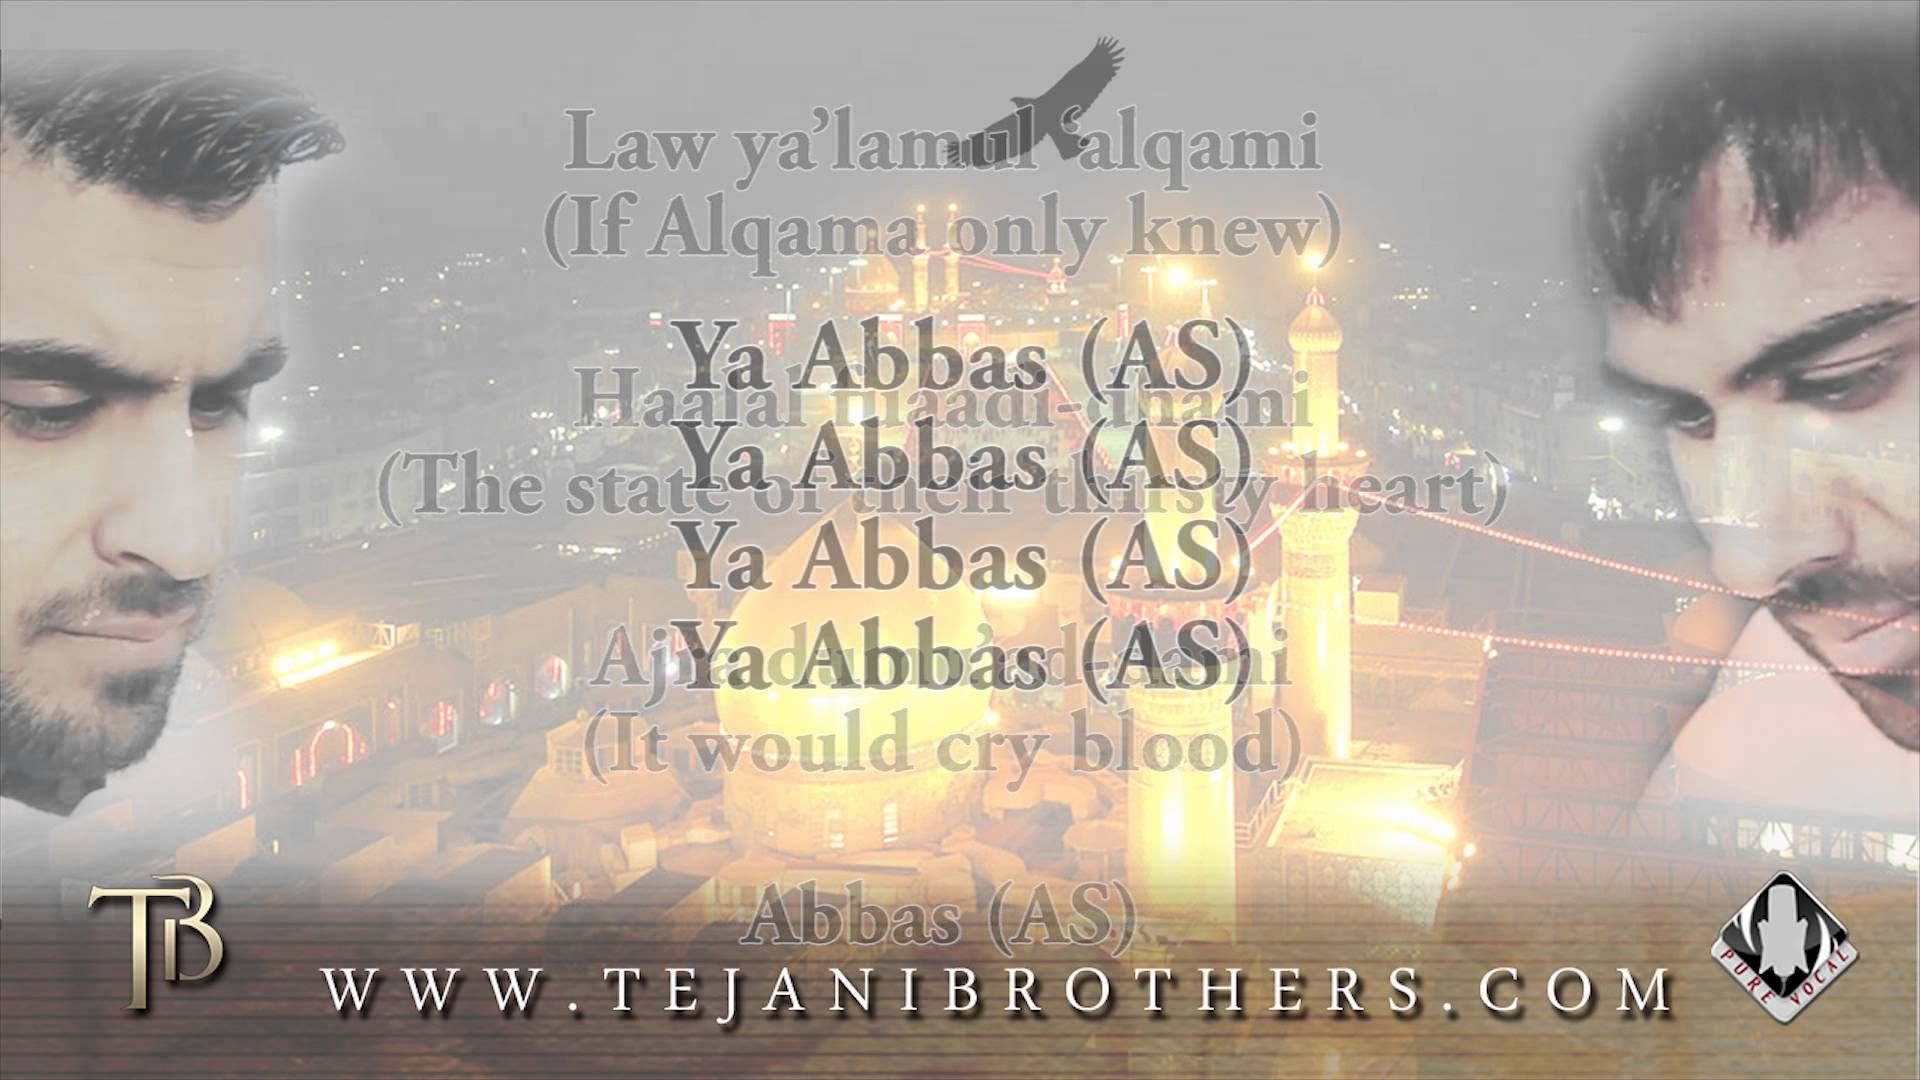 Law ya’lamul ‘alqami
(If Alqama only knew)
Ya Abbas (AS)
(The state of their thirsty heart)
Ya Abbas (AS)
Ya Abbas (AS)
Ya Abbas (AS)
(It would cry blood)
Abbas (AS)
TB
WWW.TEJANIBROTHERS.COM
PURE VOCAL